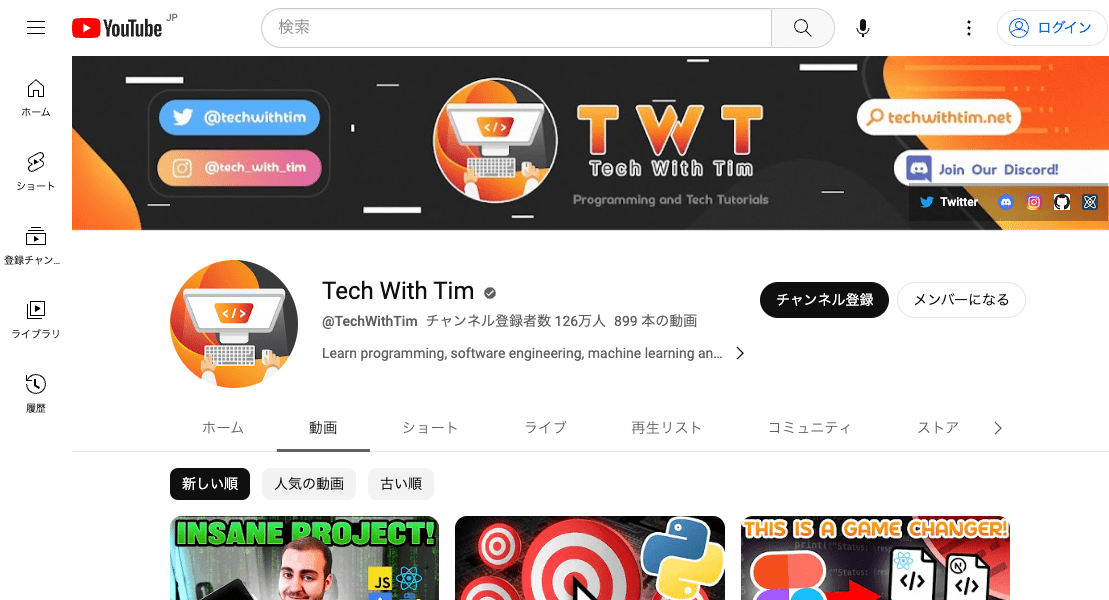 YouTube JP
検索
ログイン
ホーム
ショート
登録チャン...
ライブラリ
履歴
@techwithtim
@tech_with_tim
</>
TWT
Tech With Tim
Programming and Tech Tutorials
techwithtim.net
Join Our Discord!
Twitter
</>
Tech With Tim
@TechWithTim チャンネル登録者数 126万人 899 本の動画
Learn programming, software engineering, machine learning an...
チャンネル登録
メンバーになる
ホーム
動画
ショート
ライブ
再生リスト
コミュニティ
ストア
新しい順
人気の動画
古い順
INSANE PROJECT!
JS
THIS IS A GAME CHANGER!
</>
N
</>